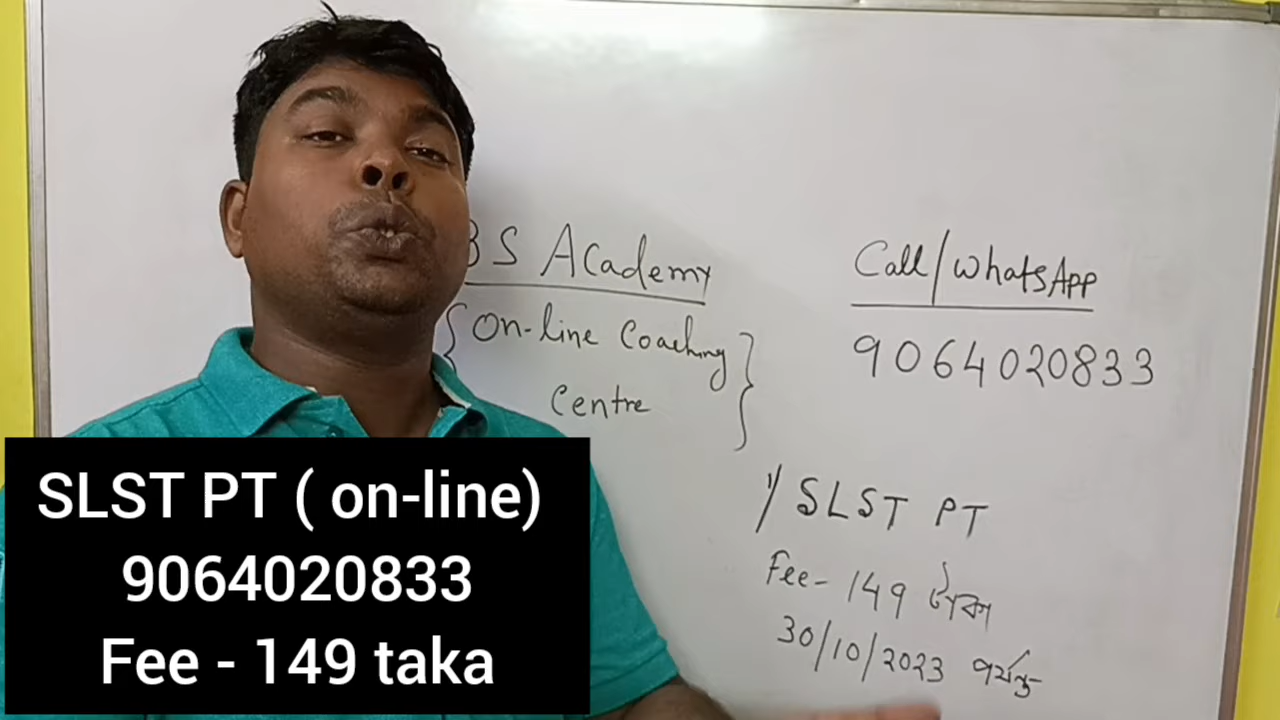 BS Academy
{On-line Coaching
Centre}
Call/WhatsApp
9064020833
1/ SLST PT
Fee- 149 টাকা
30/10/2023 পর্যন্ত
SLST PT ( on-line)
9064020833
Fee - 149 taka